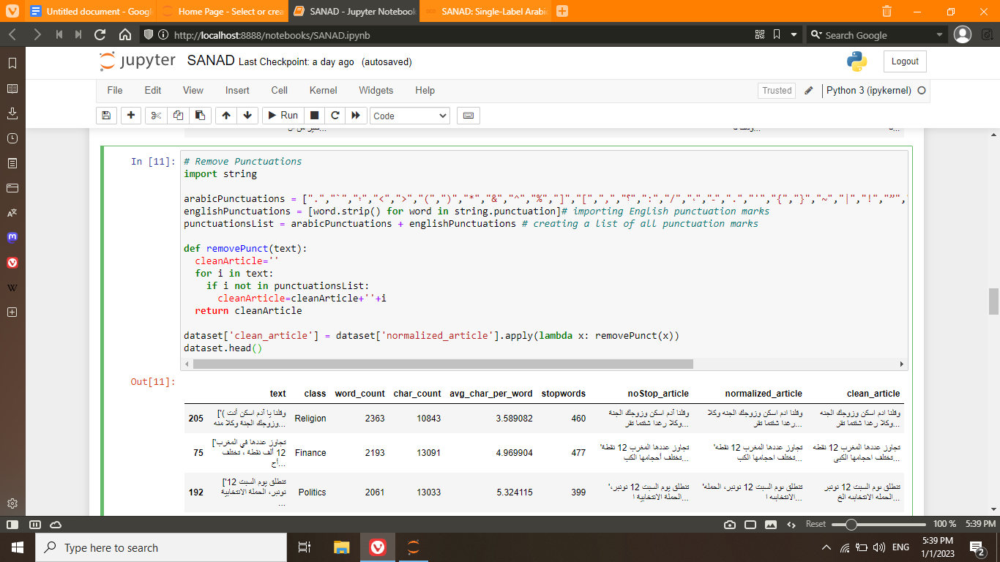 Untitled document - Googl
Home Page - Select or crea
SANAD - Jupyter Notebook
SANAD: Single-Label Arabic
http://localhost:8888/notebooks/SANAD.ipynb
Search Google
jupyter SANAD Last Checkpoint: a day ago (autosaved)
Logout
File Edit View Insert Cell Kernel Widgets Help
Trusted Python 3 (ipykernel)
Run Code
In [11]:
# Remove Punctuations
import string
arabicPunctuations = [".","`","؛","<",">","(",")","*","&","^","%","]","[",",","؟",":","/","،",
englishPunctuations = [word.strip() for word in string.punctuation]# importing English punctuation marks
punctuationsList = arabicPunctuations + englishPunctuations # creating a list of all punctuation marks
def removePunct(text):
cleanArticle=''
for i in text:
if i not in punctuationsList:
cleanArticle=cleanArticle+''+i
return cleanArticle
dataset['clean_article'] = dataset['normalized_article'].apply(lambda x: removePunct(x))
dataset.head()
Out[11]:
text class word_count char_count avg_char_per_word stopwords noStop_article normalized_article clean_article
205
['( وقلنا يا آدم اسكن أنت
وزوجك الجنة وكلا منه...
Religion 2363 10843 3.589082 460
وقلنا آدم اسكن وزوجك الجنة
وكلا رغدا شئتما تقر...
وقلنا ادم اسكن وزوجك الجنه وكلا
رغدا شئتما تقر...
وقلنا ادم اسكن وزوجك الجنه
وكلا رغدا شئتما تقر...
75
['تجاوز عددها في المغرب
12 ألف نقطة ، تختلف
أح...
Finance 2193 13091 4.969904 477
'تجاوز عددها المغرب 12 نقطة
تختلف أحجامها الكب...
'تجاوز عددها المغرب 12 نقطه
تختلف احجامها الكب...
تجاوز عددها المغرب 12 نقطه
تختلف احجامها الكبى...
192
['تنطلق يوم السبت 12
نونبر، الحملة الانتخابية
...
Politics 2061 13033 5.324115 399
'تنطلق يوم السبت 12 نونبر،
الحملة الانتخابية ا...
'تنطلق يوم السبت 12 نونبر، الحمله
الانتخابيه ا...
تنطلق يوم السبت 12 نونبر
الحمله الانتخابيه الخ...
Reset 100 % 5:39 PM
Type here to search
ENG
5:39 PM
1/1/2023
2